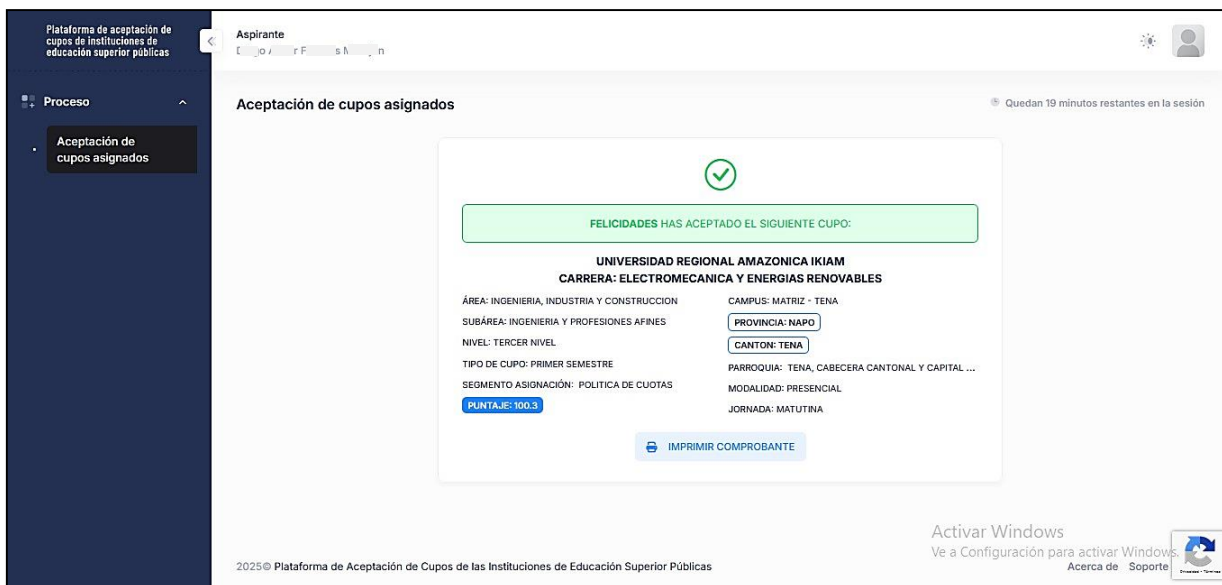 Plataforma de aceptación de
cupos de instituciones de
educación superior públicas
Aspirante
Proceso
Aceptación de
cupos asignados
Aceptación de cupos asignados
Quedan 19 minutos restantes en la sesión
FELICIDADES HAS ACEPTADO EL SIGUIENTE CUPO:
UNIVERSIDAD REGIONAL AMAZONICA IKIAM
CARRERA: ELECTROMECANICA Y ENERGIAS RENOVABLES
ÁREA: INGENIERIA, INDUSTRIA Y CONSTRUCCION
SUBÁREA: INGENIERIA Y PROFESIONES AFINES
NIVEL: TERCER NIVEL
TIPO DE CUPO: PRIMER SEMESTRE
SEGMENTO ASIGNACIÓN: POLITICA DE CUOTAS
PUNTAJE: 100.3
CAMPUS: MATRIZ - TENA
PROVINCIA: NAPO
CANTON: TENA
PARROQUIA: TENA, CABECERA CANTONAL Y CAPITAL ...
MODALIDAD: PRESENCIAL
JORNADA: MATUTINA
IMPRIMIR COMPROBANTE
Activar Windows
Ve a Configuración para activar Windows.
2025© Plataforma de Aceptación de Cupos de las Instituciones de Educación Superior Públicas
Acerca de Soporte